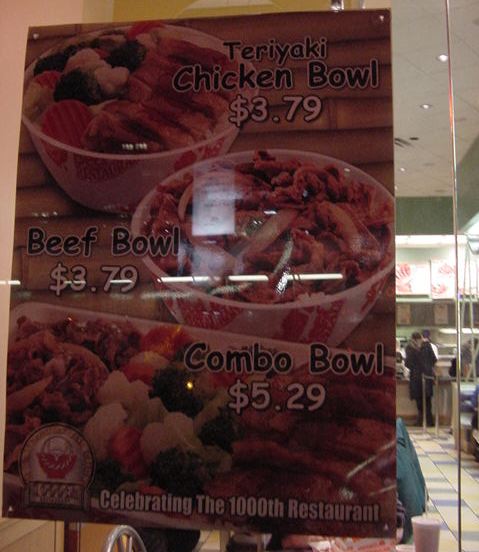 Teriyaki
Chicken Bowl
$3.79
Beef Bowl
$3.79
Combo Bowl
$5.29
Celebrating The 1000th Restaurant